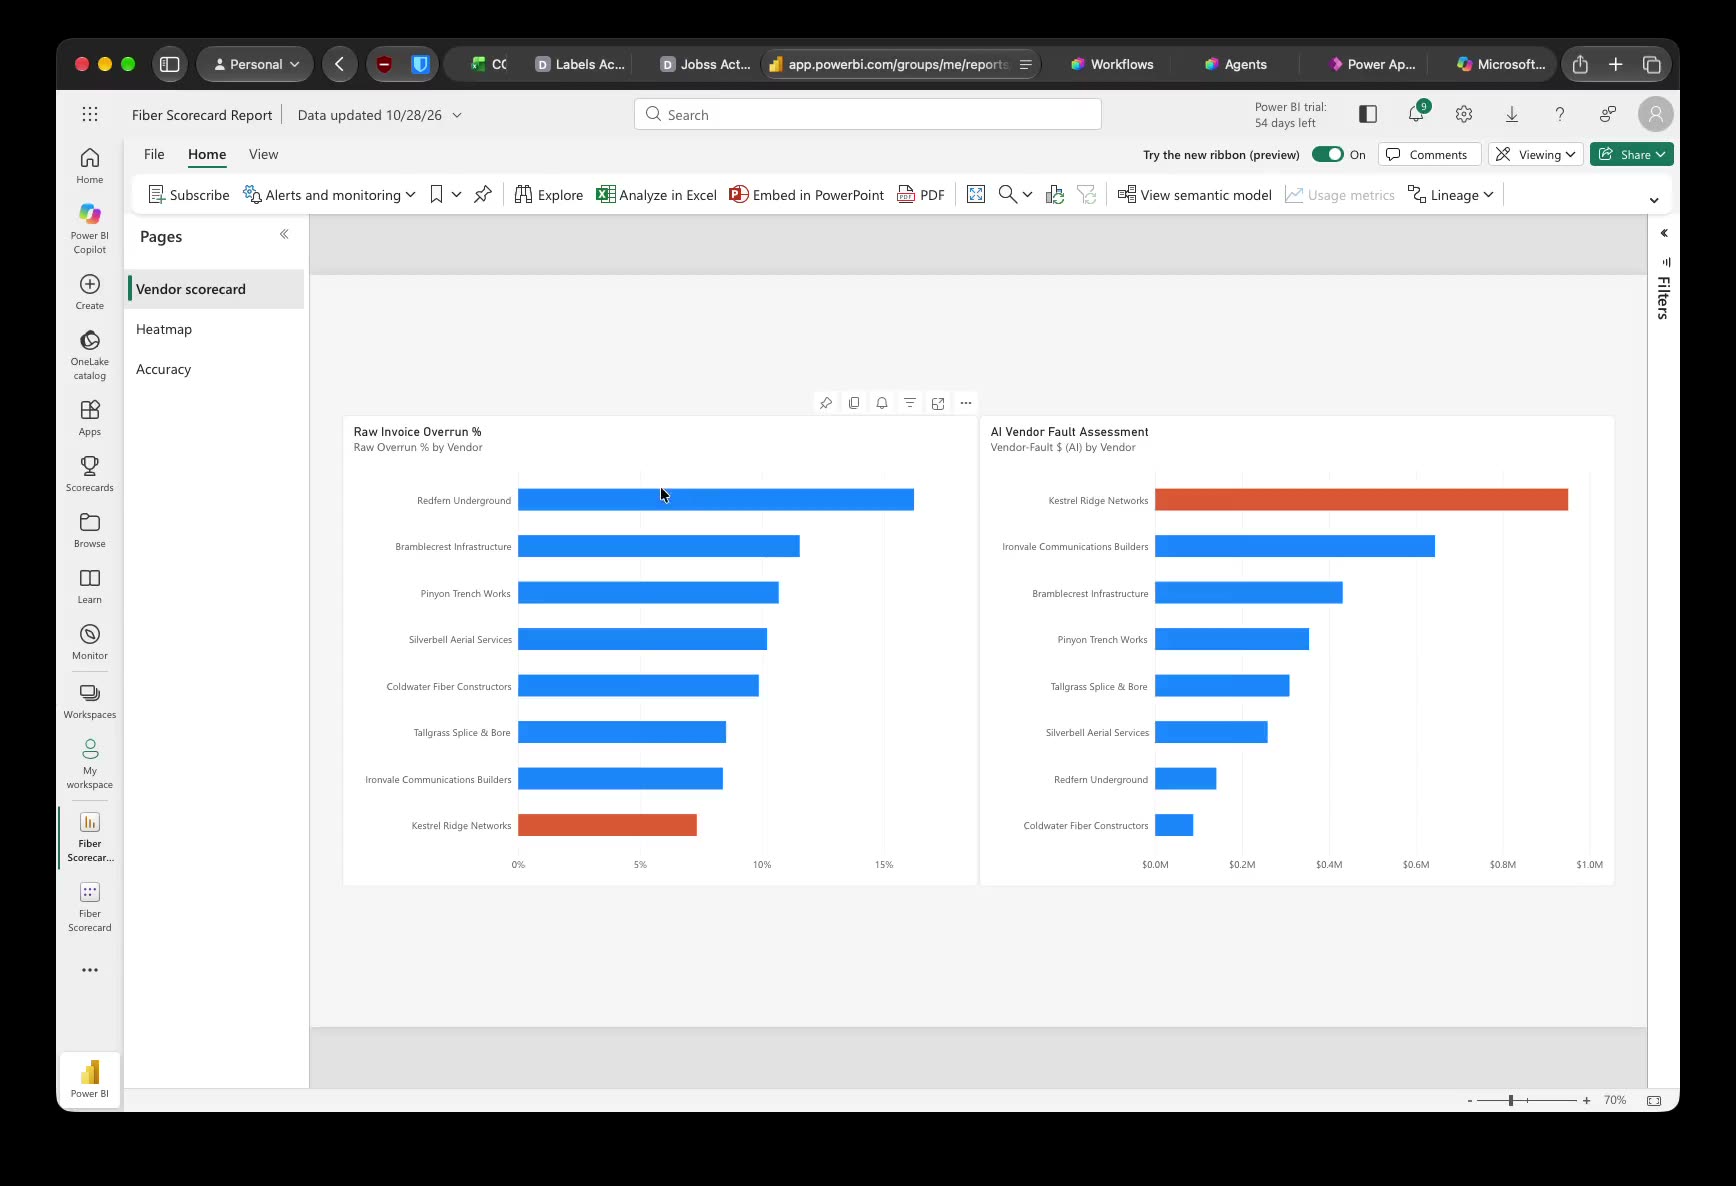 Personal
CC
Labels Ac...
Jobss Act...
app.powerbi.com/groups/me/reports
Workflows
Agents
Power Ap...
Microsoft...
Fiber Scorecard Report
Data updated 10/28/26
Search
Power BI trial:
54 days left
9
File
Home
View
Try the new ribbon (preview)
On
Comments
Viewing
Share
Subscribe
Alerts and monitoring
Explore
Analyze in Excel
Embed in PowerPoint
PDF
View semantic model
Usage metrics
Lineage
Home
Power BI
Copilot
Create
OneLake
catalog
Apps
Scorecards
Browse
Learn
Monitor
Workspaces
My
workspace
Fiber
Scorecar...
Fiber
Scorecard
Power BI
Pages
Vendor scorecard
Heatmap
Accuracy
Raw Invoice Overrun %
Raw Overrun % by Vendor
Redfern Underground
Bramblecrest Infrastructure
Pinyon Trench Works
Silverbell Aerial Services
Coldwater Fiber Constructors
Tallgrass Splice & Bore
Ironvale Communications Builders
Kestrel Ridge Networks
0%
5%
10%
15%
AI Vendor Fault Assessment
Vendor-Fault $ (AI) by Vendor
Kestrel Ridge Networks
Ironvale Communications Builders
Bramblecrest Infrastructure
Pinyon Trench Works
Tallgrass Splice & Bore
Silverbell Aerial Services
Redfern Underground
Coldwater Fiber Constructors
$0.0M
$0.2M
$0.4M
$0.6M
$0.8M
$1.0M
Filters
- + 70%